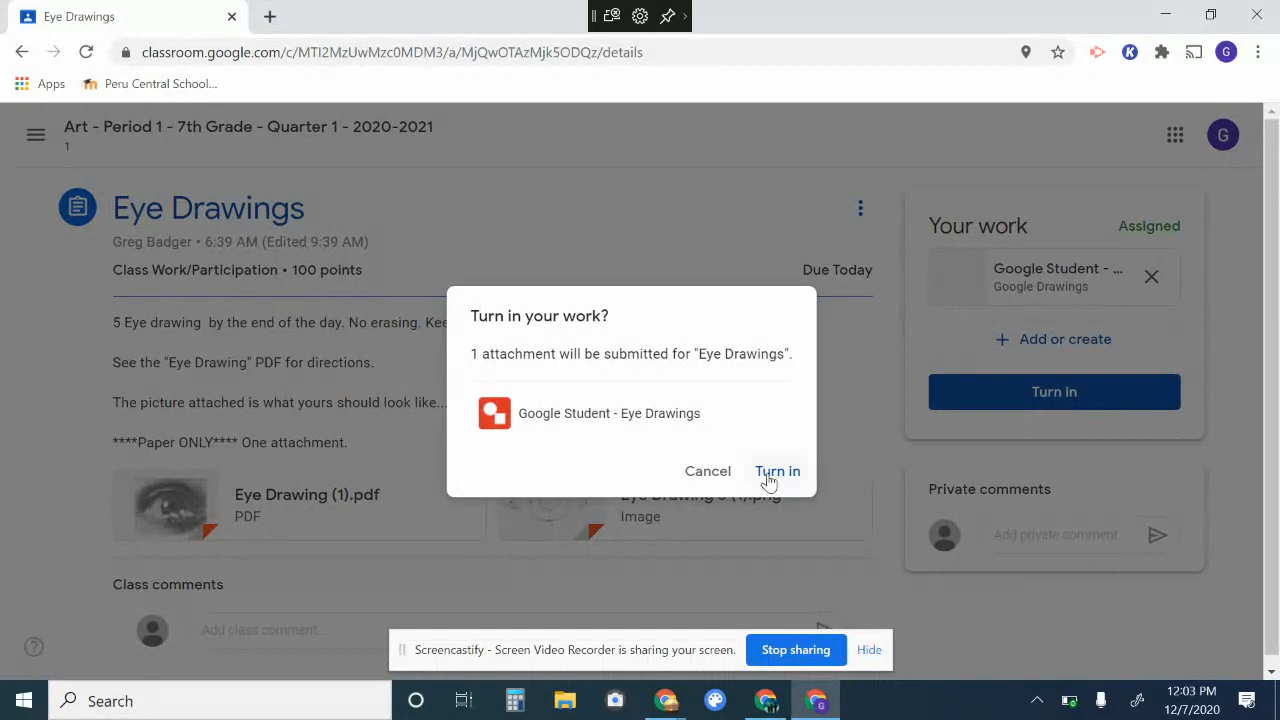 Eye Drawings
classroom.google.com/c/MTI2MzUwMzc0MDM3/a/MjQwOTAzMjk5ODQz/details
K
G
Apps
Peru Central School...
Art - Period 1 - 7th Grade - Quarter 1 - 2020-2021
1
G
Eye Drawings
Greg Badger • 6:39 AM (Edited 9:39 AM)
Class Work/Participation • 100 points
Due Today
5 Eye drawing by the end of the day. No erasing. Kee
See the "Eye Drawing" PDF for directions.
The picture attached is what yours should look like...
****Paper ONLY**** One attachment.
Eye Drawing (1).pdf
PDF
Image
Class comments
Add class comment..
Your work
Assigned
Google Student - ...
Google Drawings
Add or create
Turn in
Private comments
Add private comment
Turn in your work?
1 attachment will be submitted for "Eye Drawings".
Google Student - Eye Drawings
Cancel
Turn in
Screencastify - Screen Video Recorder is sharing your screen.
Stop sharing
Hide
Search
G
12:03 PM
12/7/2020